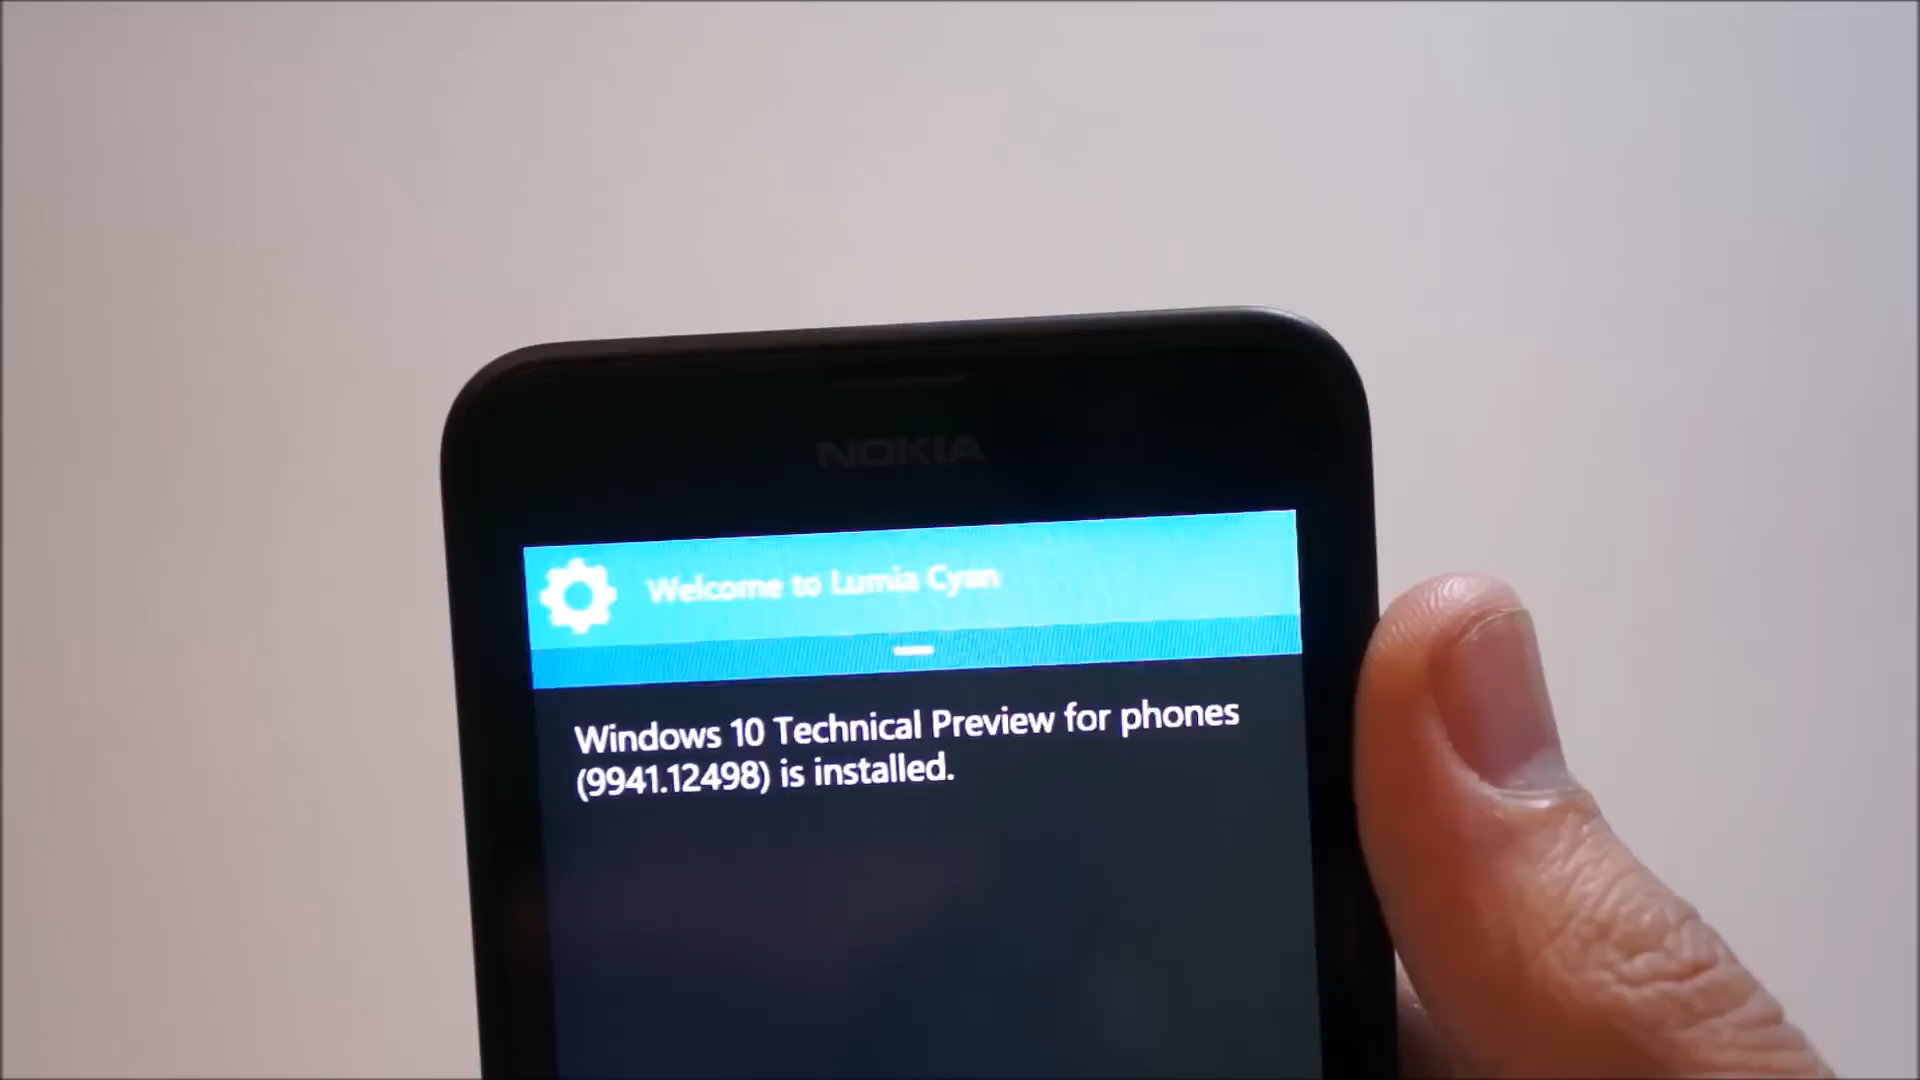 NOKIA
Welcome to Lumia Cyan
Windows 10 Technical Preview for phones
(9941.12498) is installed.